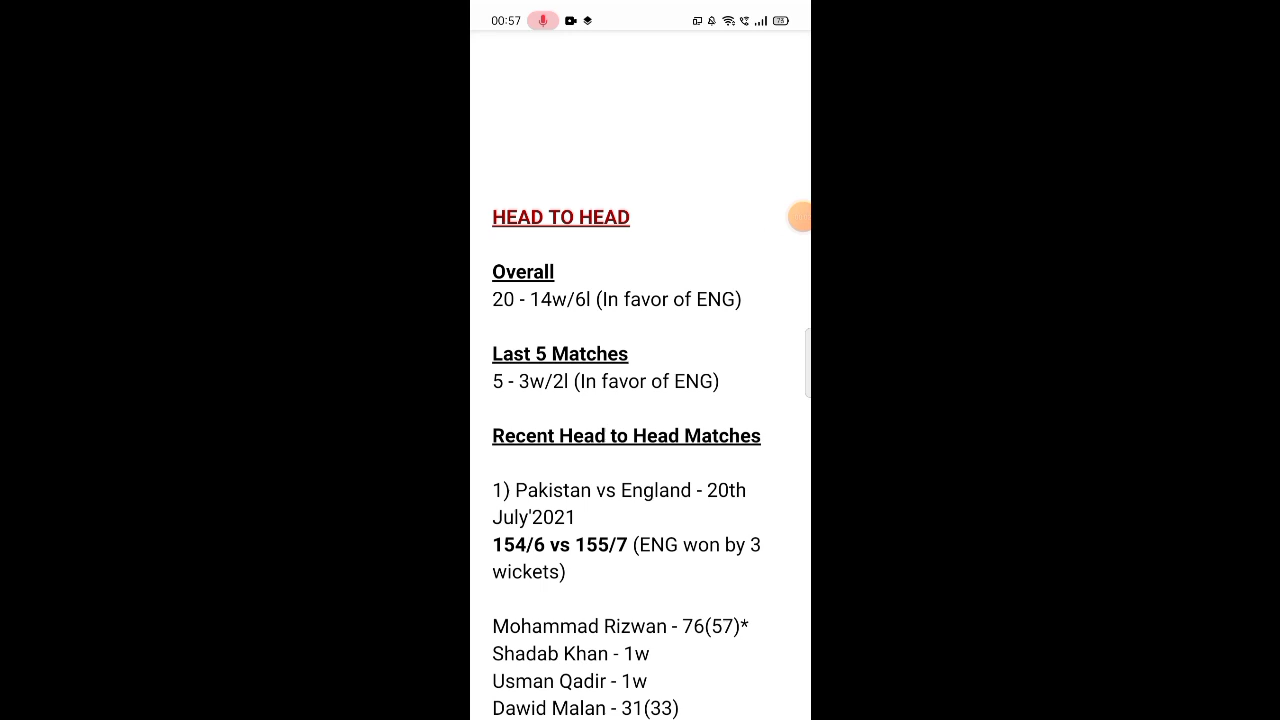 00:57
73
HEAD TO HEAD
Overall
20 - 14w/6l (In favor of ENG)
Last 5 Matches
5 - 3w/2l (In favor of ENG)
Recent Head to Head Matches
1) Pakistan vs England - 20th
July'2021
154/6 vs 155/7 (ENG won by 3
wickets)
Mohammad Rizwan - 76(57)*
Shadab Khan - 1w
Usman Qadir - 1w
Dawid Malan - 31(33)